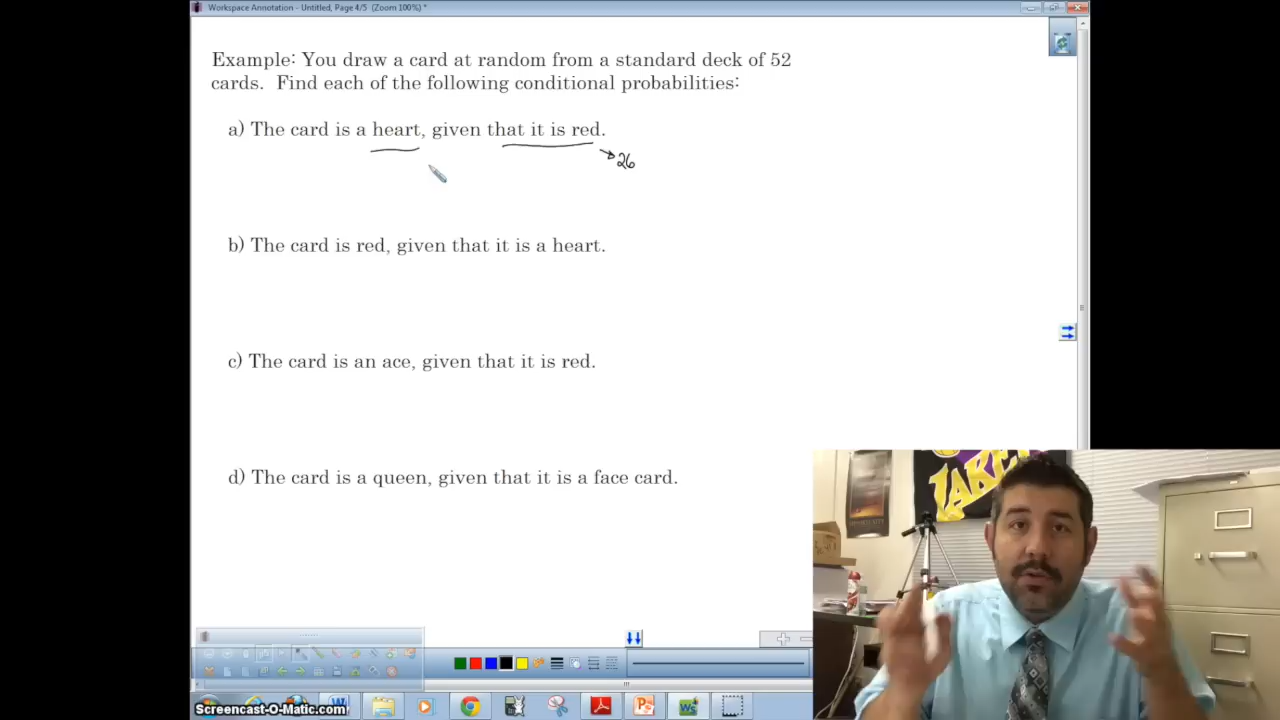 Workspace Annotation - Untitled, Page 4/5 (Zoom 100%) *
Example: You draw a card at random from a standard deck of 52
cards. Find each of the following conditional probabilities:
a) The card is a heart, given that it is red.
26
b) The card is red, given that it is a heart.
c) The card is an ace, given that it is red.
d) The card is a queen, given that it is a face card.
LAKERS
Screencast-O-Matic.com